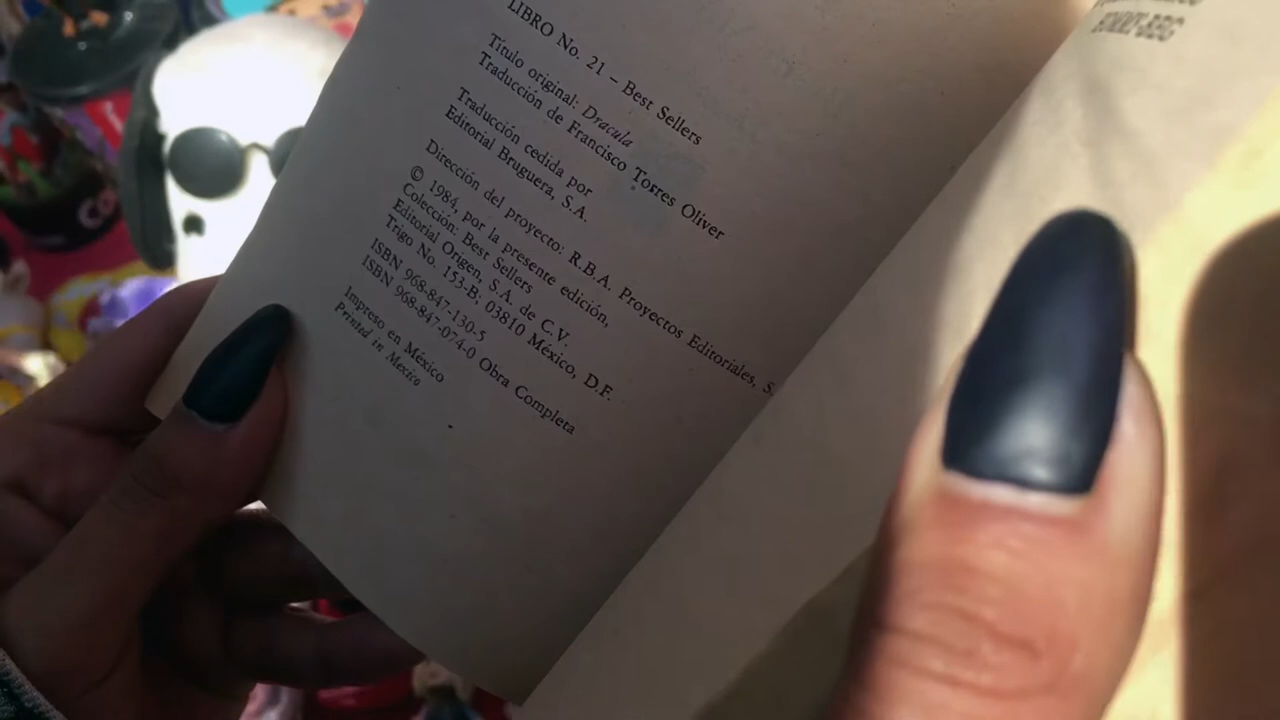 LIBRO No. 21 – Best Sellers
Título original: Dracula
Traducción de Francisco Torres Oliver
Traducción cedida por
Editorial Bruguera, S.A.
Dirección del proyecto: R.B.A. Proyectos Editoriales, S.
© 1984, por la presente edición,
Colección: Best Sellers
Editorial Origen, S.A. de C.V.
Trigo No. 153-B; 03810 México, D.F.
ISBN 968-847-130-5
ISBN 968-847-074-0 Obra Completa
Impreso en México
Printed in Mexico